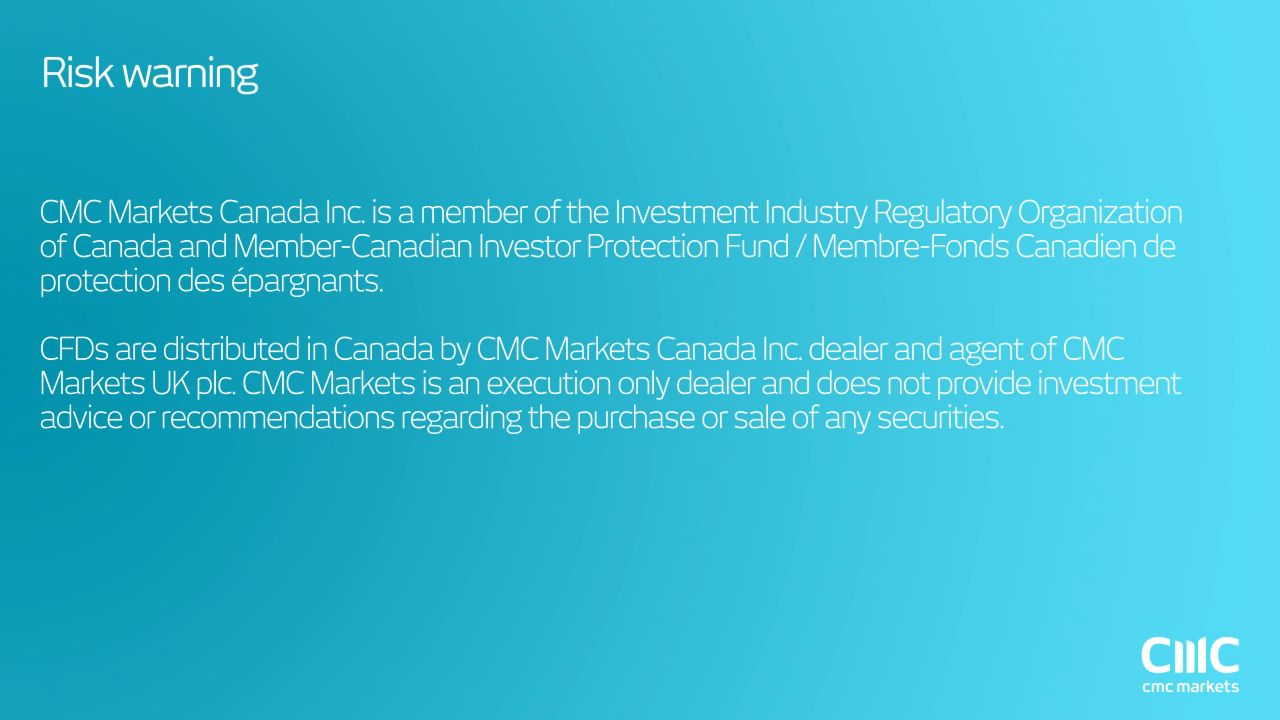 Risk warning
CMC Markets Canada Inc. is a member of the Investment Industry Regulatory Organization
of Canada and Member-Canadian Investor Protection Fund / Membre-Fonds Canadien de
protection des épargnants.
CFDs are distributed in Canada by CMC Markets Canada Inc. dealer and agent of CMC
Markets UK plc. CMC Markets is an execution only dealer and does not provide investment
advice or recommendations regarding the purchase or sale of any securities.
CMC
cmc markets